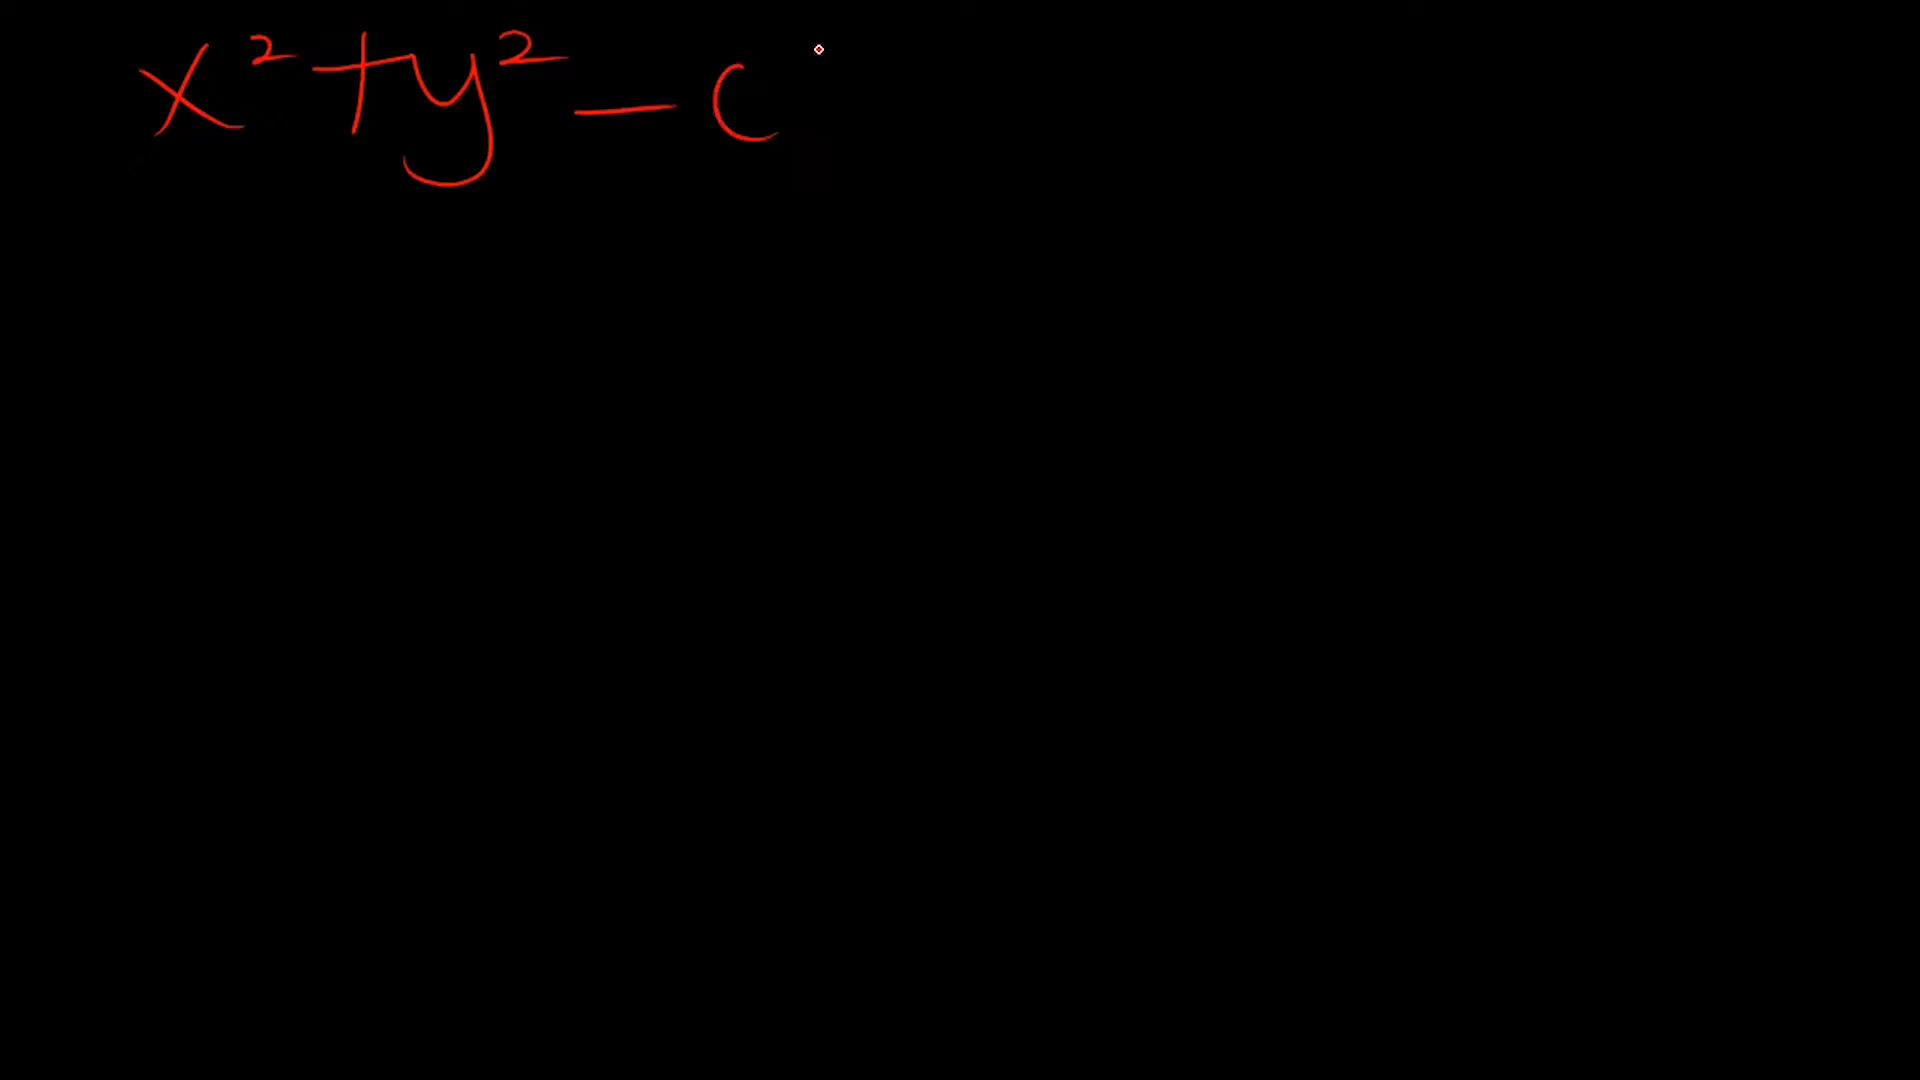 x² + y² - c